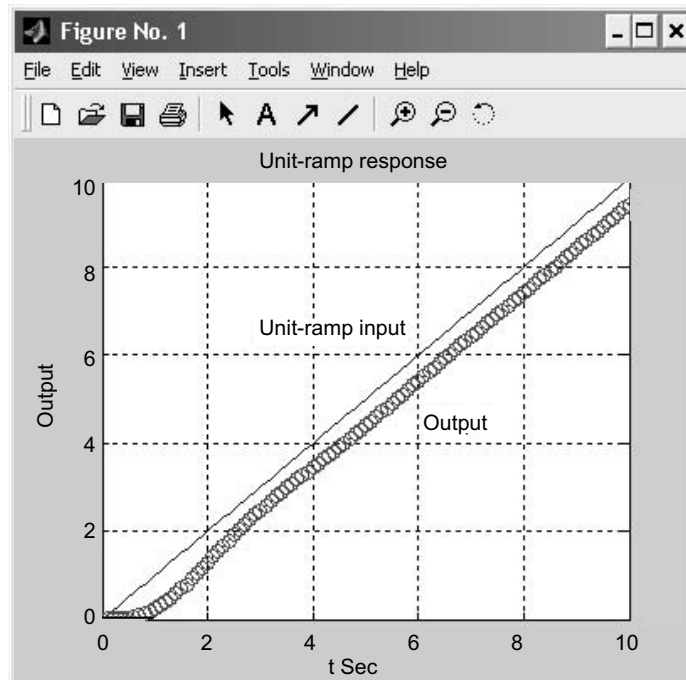 Figure No. 1
File Edit View Insert Tools Window Help
A
Unit-ramp response
10
8
6
4
2
0
Output
Unit-ramp input
Output
0 2 4 6 8 10
t Sec